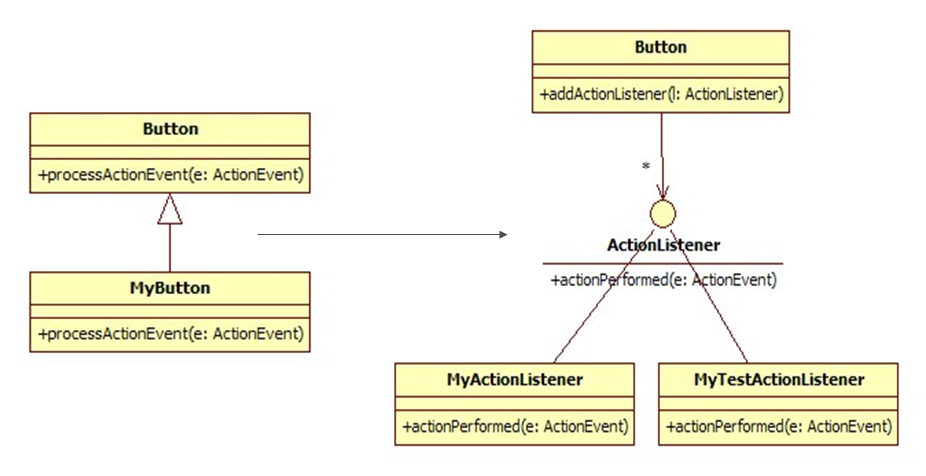 Button
+processActionEvent(e: ActionEvent)
MyButton
+processActionEvent(e: ActionEvent)
Button
+addActionListener(l: ActionListener)
*
ActionListener
+actionPerformed(e: ActionEvent)
MyActionListener
+actionPerformed(e: ActionEvent)
MyTestActionListener
+actionPerformed(e: ActionEvent)